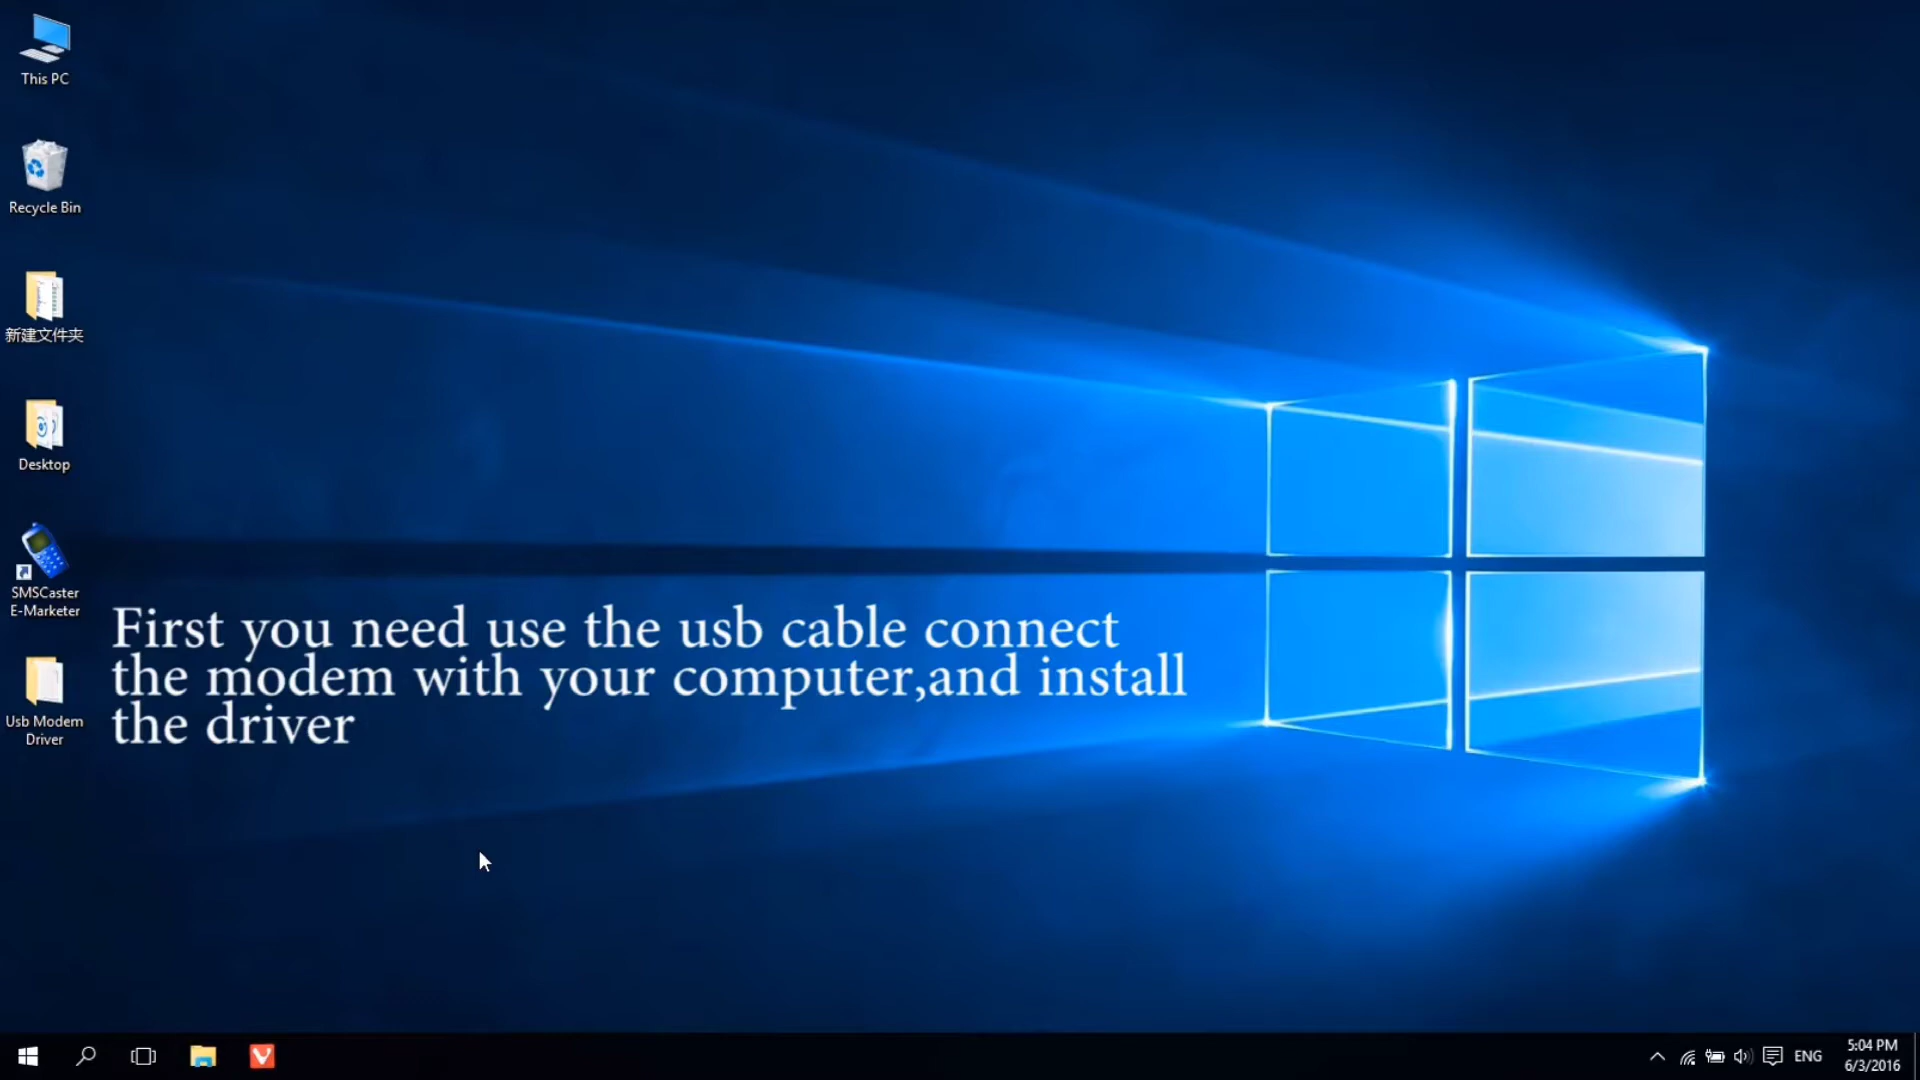 This PC
Recycle Bin
新建文件夹
Desktop
SMSCaster
E-Marketer
Usb Modem
Driver
First you need use the usb cable connect
the modem with your computer,and install
the driver
ENG
5:04 PM
6/3/2016